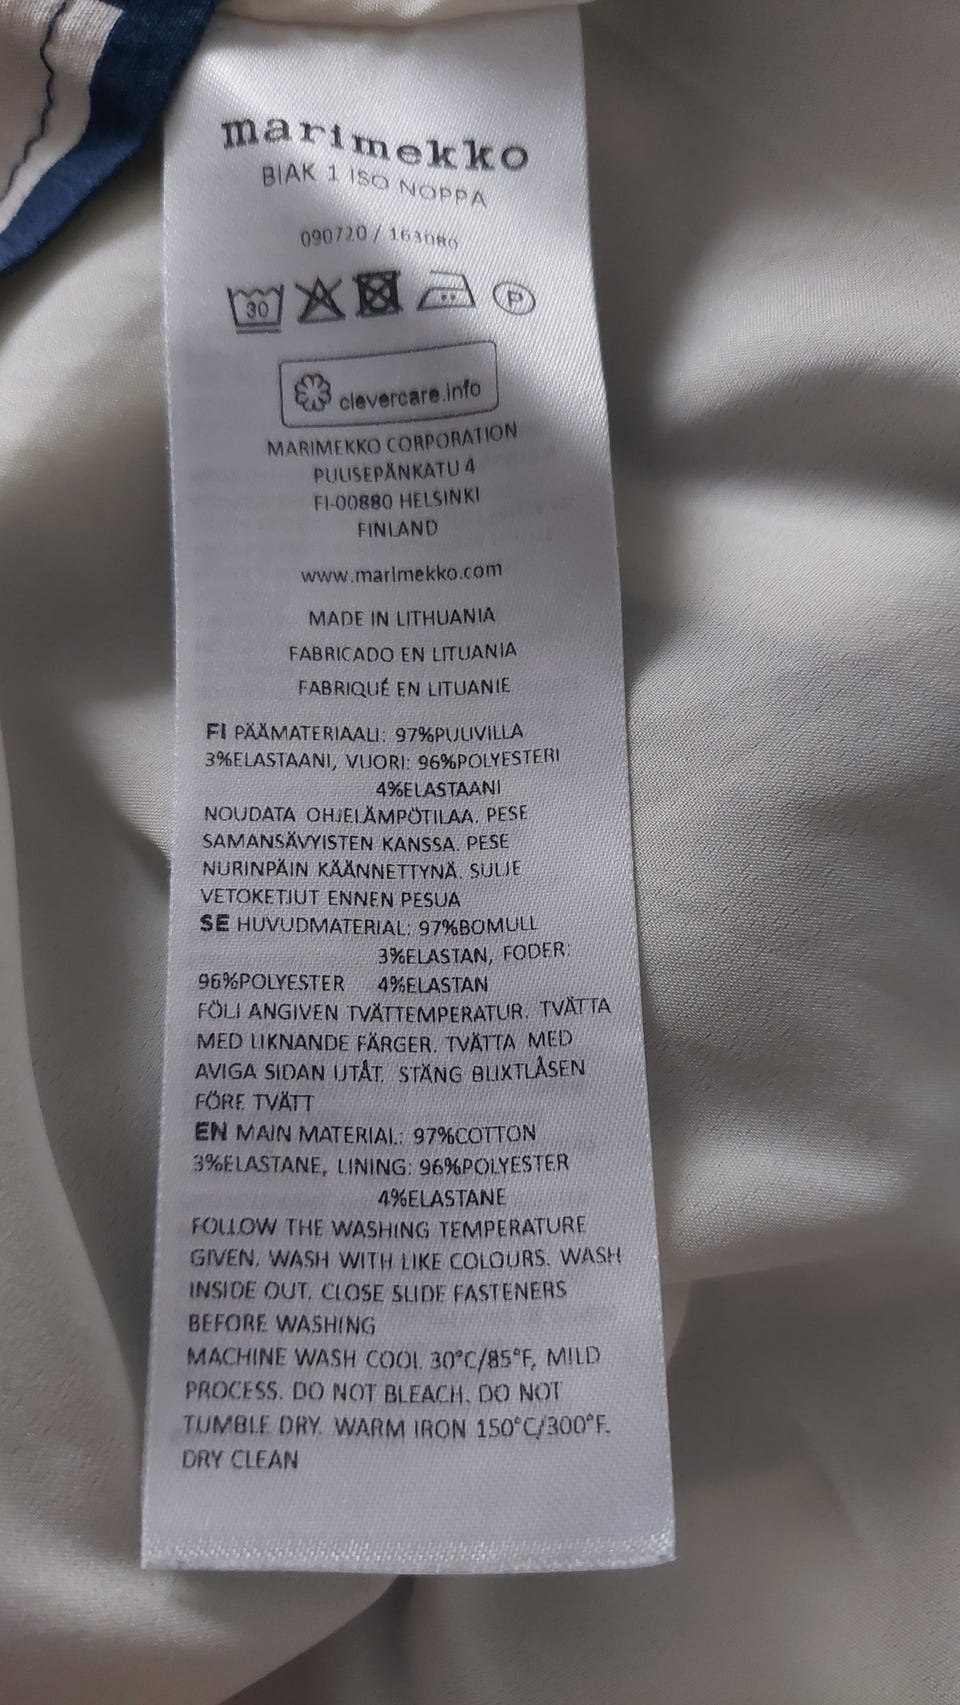 marimekko
BIAK 1 ISO NOPPA
090720 / 163080
30
P
clevercare.info
MARIMEKKO CORPORATION
PUUSEPÄNKATU 4
FI-00880 HELSINKI
FINLAND
www.marimekko.com
MADE IN LITHUANIA
FABRICADO EN LITUANIA
FABRIQUÉ EN LITUANIE
FI PÄÄMATERIAALI: 97%PUUVILLA
3%ELASTAANI, VUORI: 96%POLYESTERI
4%ELASTAANI
NOUDATA OHJELÄMPÖTILAA. PESE
SAMANSÄVYISTEN KANSSA. PESE
NURINPÄIN KÄÄNNETTYNÄ. SULJE
VETOKETJUT ENNEN PESUA
SE HUVUDMATERIAL: 97%BOMULL
3%ELASTAN, FODER:
96%POLYESTER 4%ELASTAN
FÖLJ ANGIVEN TVÄTTEMPERATUR. TVÄTTA
MED LIKNANDE FÄRGER. TVÄTTA MED
AVIGA SIDAN UTÅT. STÄNG BLIXTLÅSEN
FÖRE TVÄTT
EN MAIN MATERIAL: 97%COTTON
3%ELASTANE, LINING: 96%POLYESTER
4%ELASTANE
FOLLOW THE WASHING TEMPERATURE
GIVEN. WASH WITH LIKE COLOURS. WASH
INSIDE OUT. CLOSE SLIDE FASTENERS
BEFORE WASHING
MACHINE WASH COOL 30°C/85°F, MILD
PROCESS. DO NOT BLEACH. DO NOT
TUMBLE DRY. WARM IRON 150°C/300°F.
DRY CLEAN